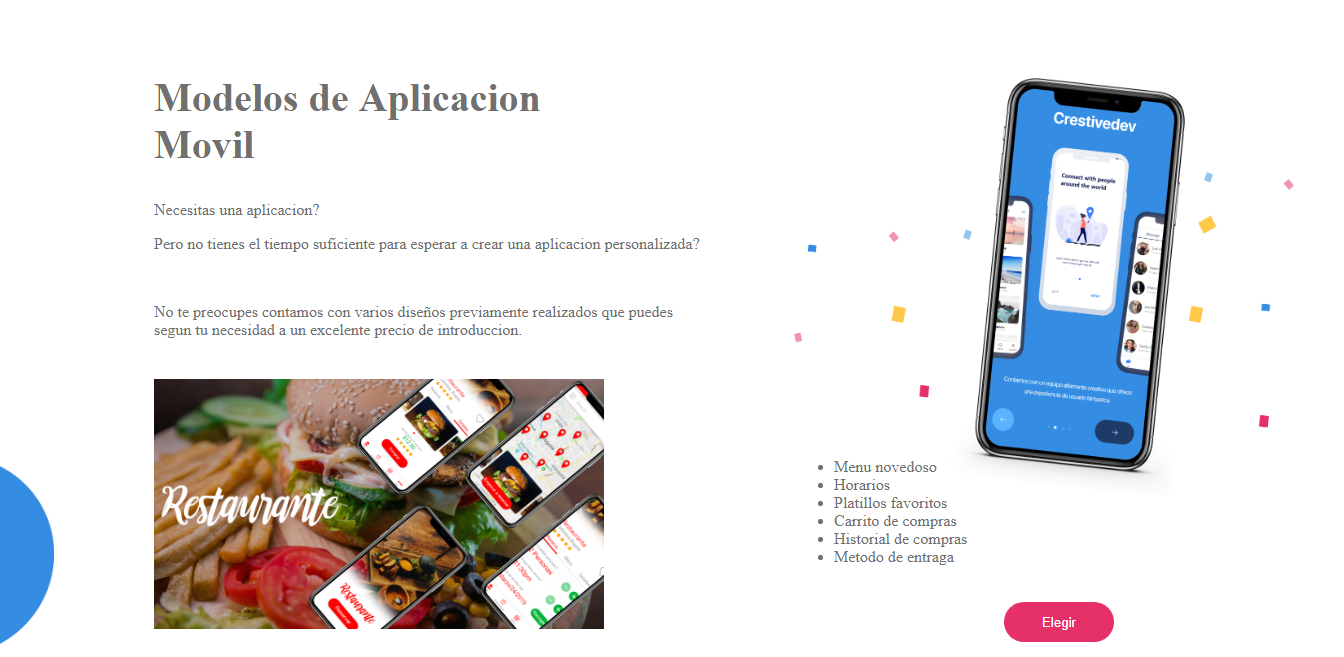 Modelos de Aplicacion
Movil
Necesitas una aplicacion?
Pero no tienes el tiempo suficiente para esperar a crear una aplicacion personalizada?
No te preocupes contamos con varios diseños previamente realizados que puedes
segun tu necesidad a un excelente precio de introduccion.
Restaurante
Restaurante
Crestivedev
Connect with people
around the world
Contamos con un equipo altamente creativo que ofrece
una experiencia de usuario fantastica.
Menu novedoso
Horarios
Platillos favoritos
Carrito de compras
Historial de compras
Metodo de entraga
Elegir